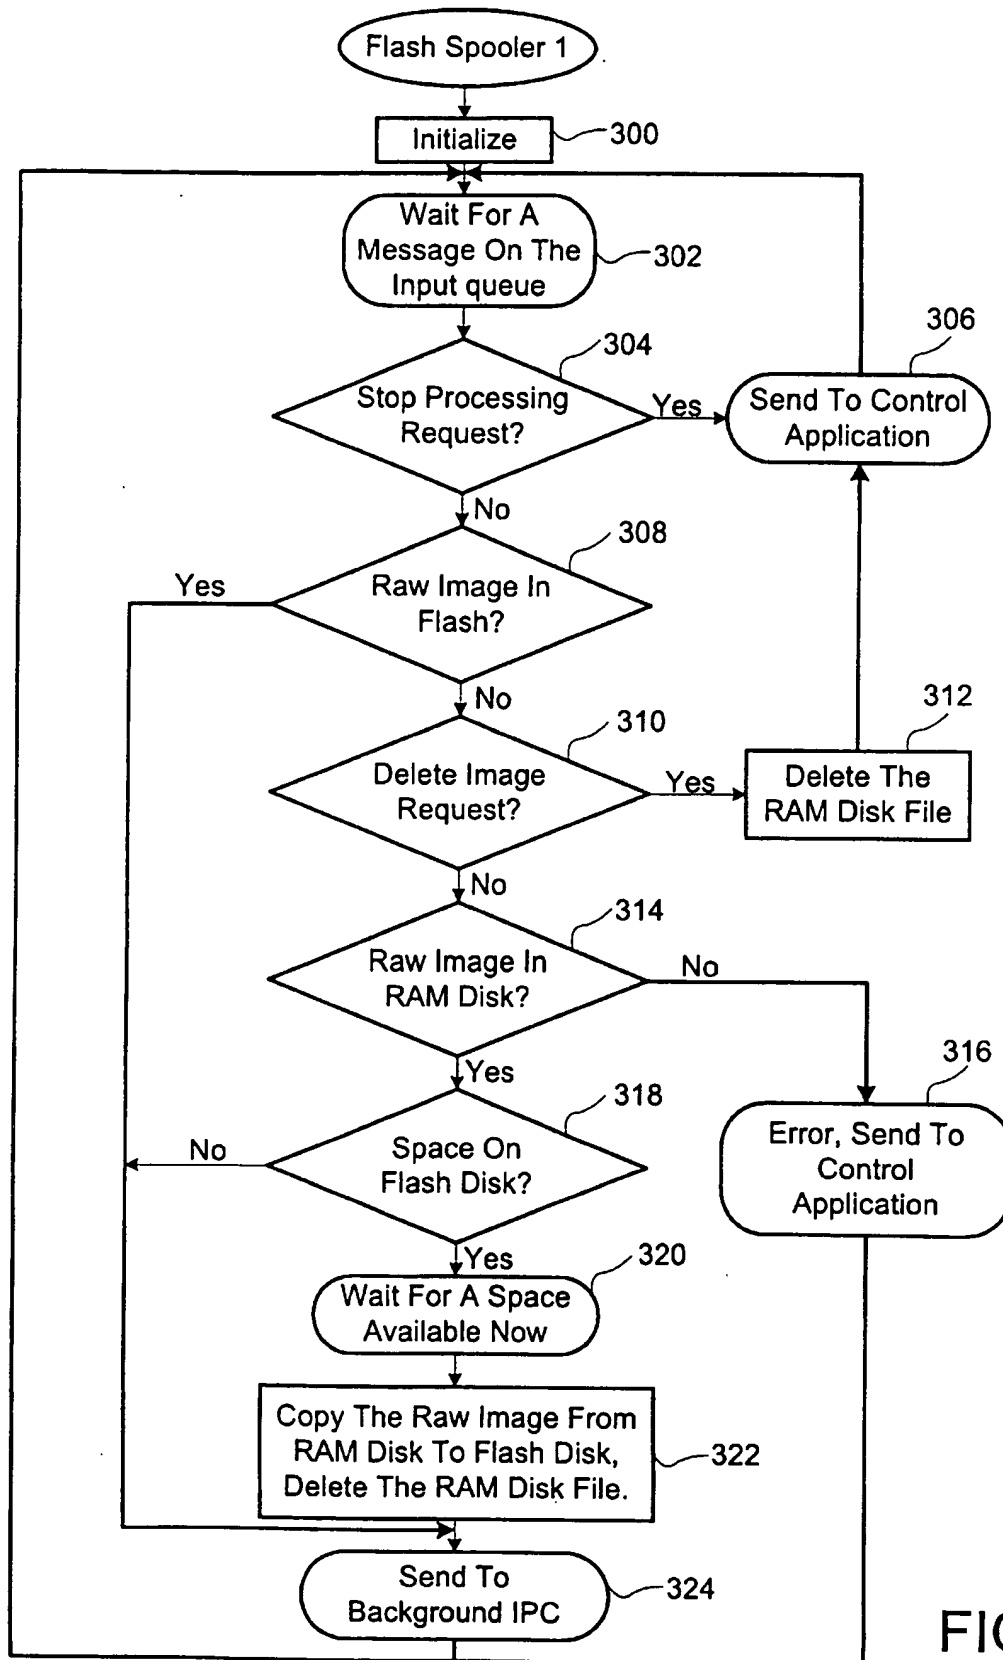 Flash Spooler 1
Initialize
300
Wait For A
Message On The
Input queue
302
304
Stop Processing
Request?
Yes
306
Send To Control
Application
No
308
Yes
Raw Image In
Flash?
No
310
Delete Image
Request?
Yes
312
Delete The
RAM Disk File
No
314
Raw Image In
RAM Disk?
No
316
Error, Send To
Control
Application
Yes
318
No
Space On
Flash Disk?
Yes
320
Wait For A Space
Available Now
Copy The Raw Image From
RAM Disk To Flash Disk,
Delete The RAM Disk File.
322
Send To
Background IPC
324